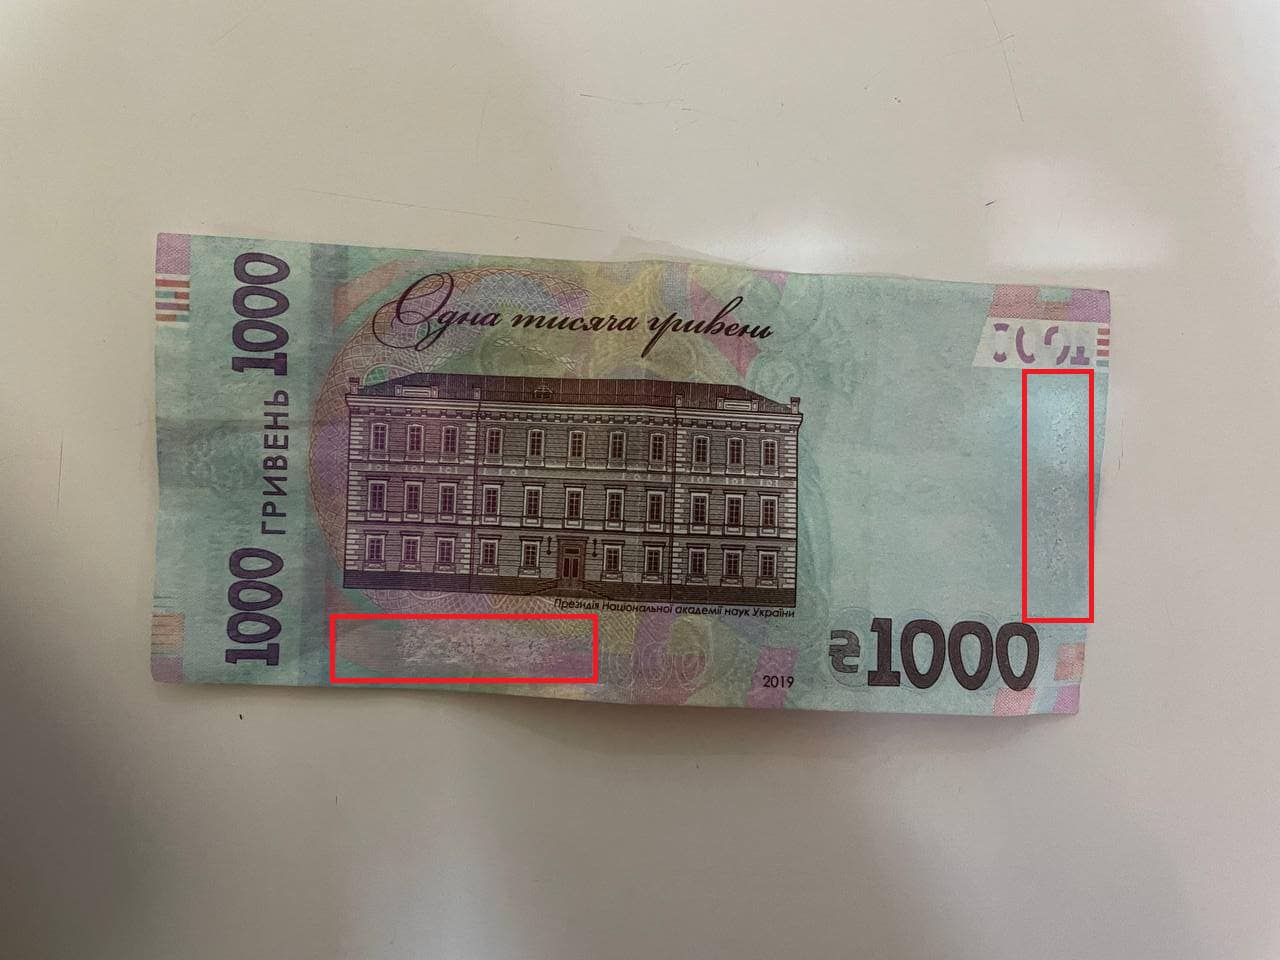 Одна тисяча гривень
1000 ГРИВЕНЬ 1000
Президія Національної академії наук України
2019
₴1000